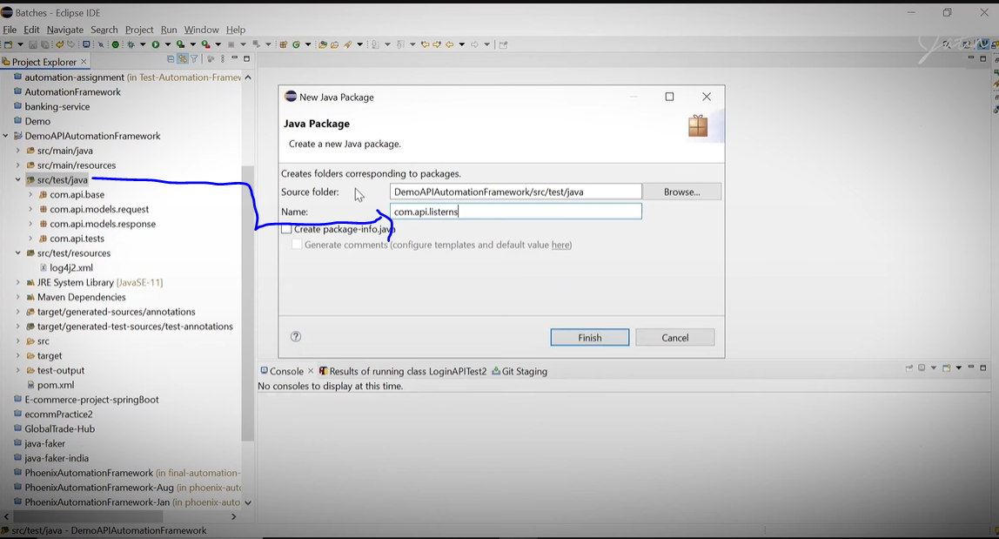 Batches - Eclipse IDE
File Edit Navigate Search Project Run Window Help
Project Explorer
automation-assignment (in Test-Automation-Framew
AutomationFramework
banking-service
Demo
DemoAPIAutomationFramework
src/main/java
src/main/resources
src/test/java
com.api.base
com.api.models.request
com.api.models.response
com.api.tests
src/test/resources
log4j2.xml
JRE System Library [JavaSE-11]
Maven Dependencies
target/generated-sources/annotations
target/generated-test-sources/test-annotations
src
target
test-output
pom.xml
E-commerce-project-springBoot
ecommPractice2
GlobalTrade-Hub
java-faker
java-faker-india
PhoenixAutomationFramework (in final-automation-
PhoenixAutomationFramework-Aug (in phoenix-auto
PhoenixAutomationFramework-Jan (in phoenix-auto
New Java Package
Java Package
Create a new Java package.
Creates folders corresponding to packages.
Source folder: DemoAPIAutomationFramework/src/test/java Browse...
Name: com.api.listerns
Create package-info.java
Generate comments (configure templates and default value here)
Finish Cancel
Console Results of running class LoginAPITest2 Git Staging
No consoles to display at this time.
src/test/java - DemoAPIAutomationFramework